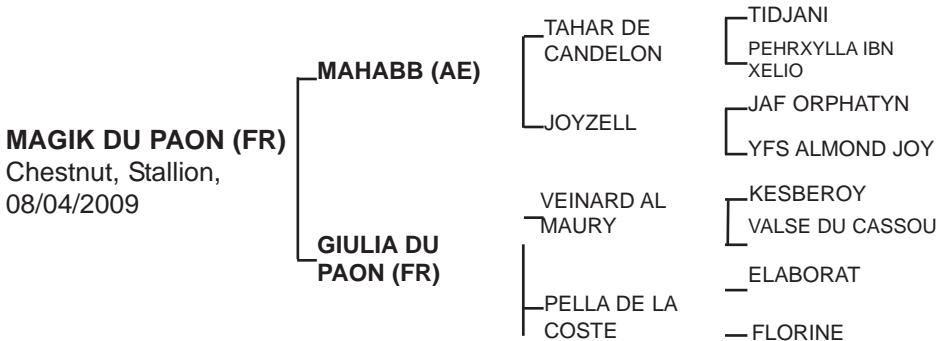 MAGIK DU PAON (FR)
Chestnut, Stallion,
08/04/2009
MAHABB (AE)
GIULIA DU
PAON (FR)
TAHAR DE
CANDELON
JOYZELL
VEINARD AL
MAURY
PELLA DE LA
COSTE
TIDJANI
PEHRXYLLA IBN
XELIO
JAF ORPHATYN
YFS ALMOND JOY
KESBEROY
VALSE DU CASSOU
ELABORAT
FLORINE